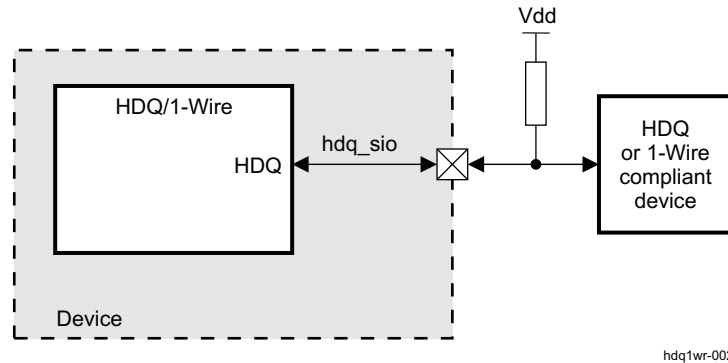 Vdd
HDQ/1-Wire
hdq_sio
HDQ
HDQ
or 1-Wire
compliant
device
Device